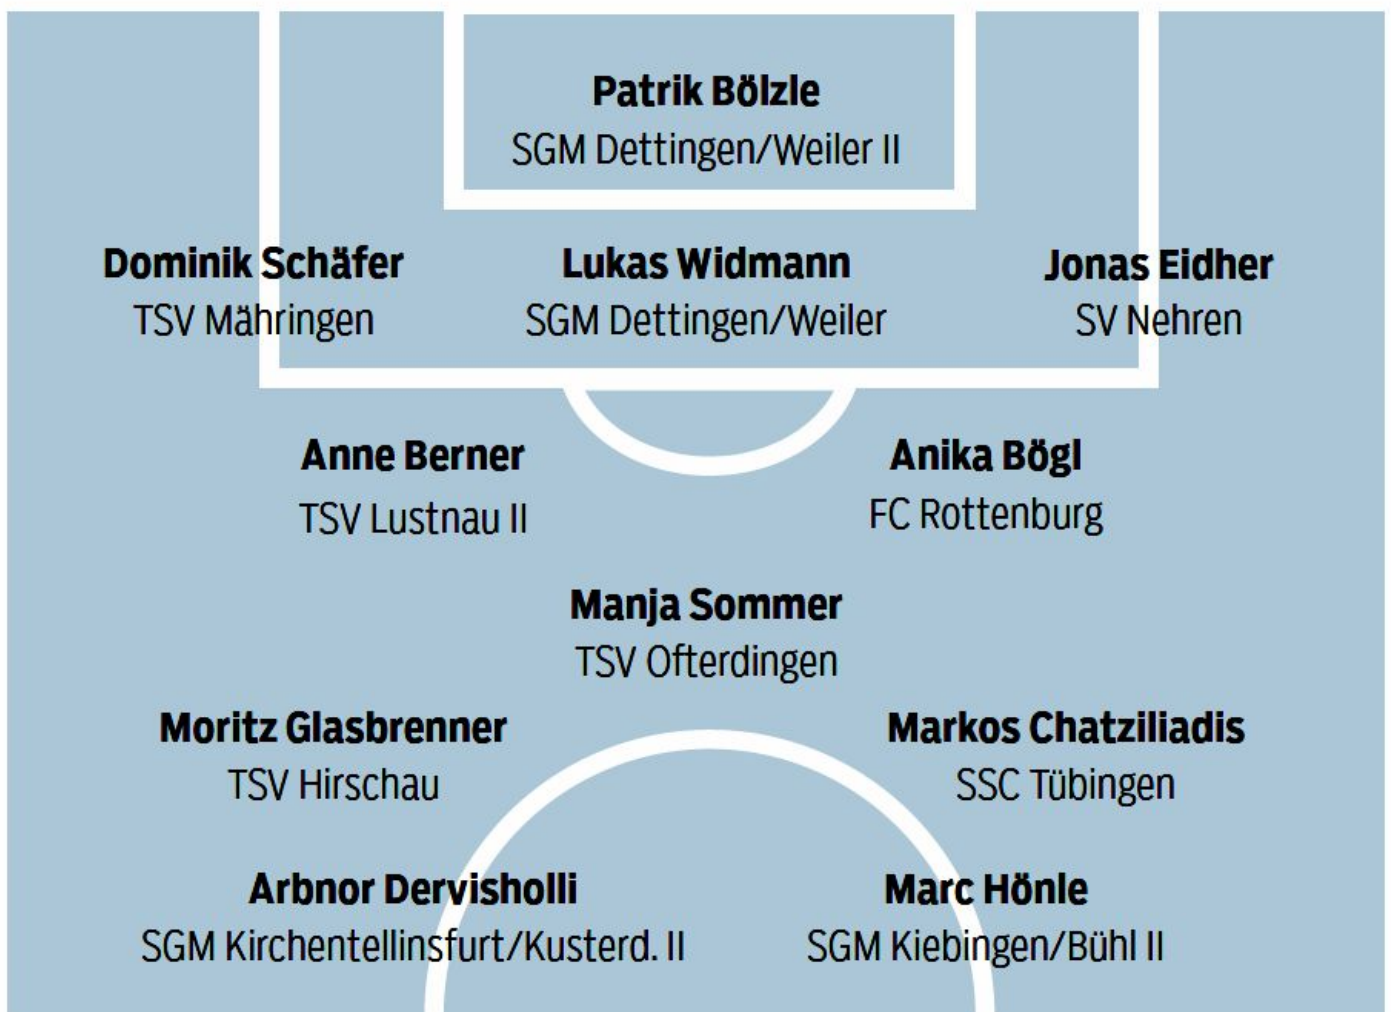 Patrik Bölzle
SGM Dettingen/Weiler II
Dominik Schäfer
TSV Mähringen
Lukas Widmann
SGM Dettingen/Weiler
Jonas Eidher
SV Nehren
Anne Berner
TSV Lustnau II
Anika Bögl
FC Rottenburg
Manja Sommer
TSV Ofterdingen
Moritz Glasbrenner
TSV Hirschau
Markos Chatziliadis
SSC Tübingen
Arbnor Dervisholli
SGM Kirchentellinsfurt/Kusterd. II
Marc Hönle
SGM Kiebingen/Bühl II